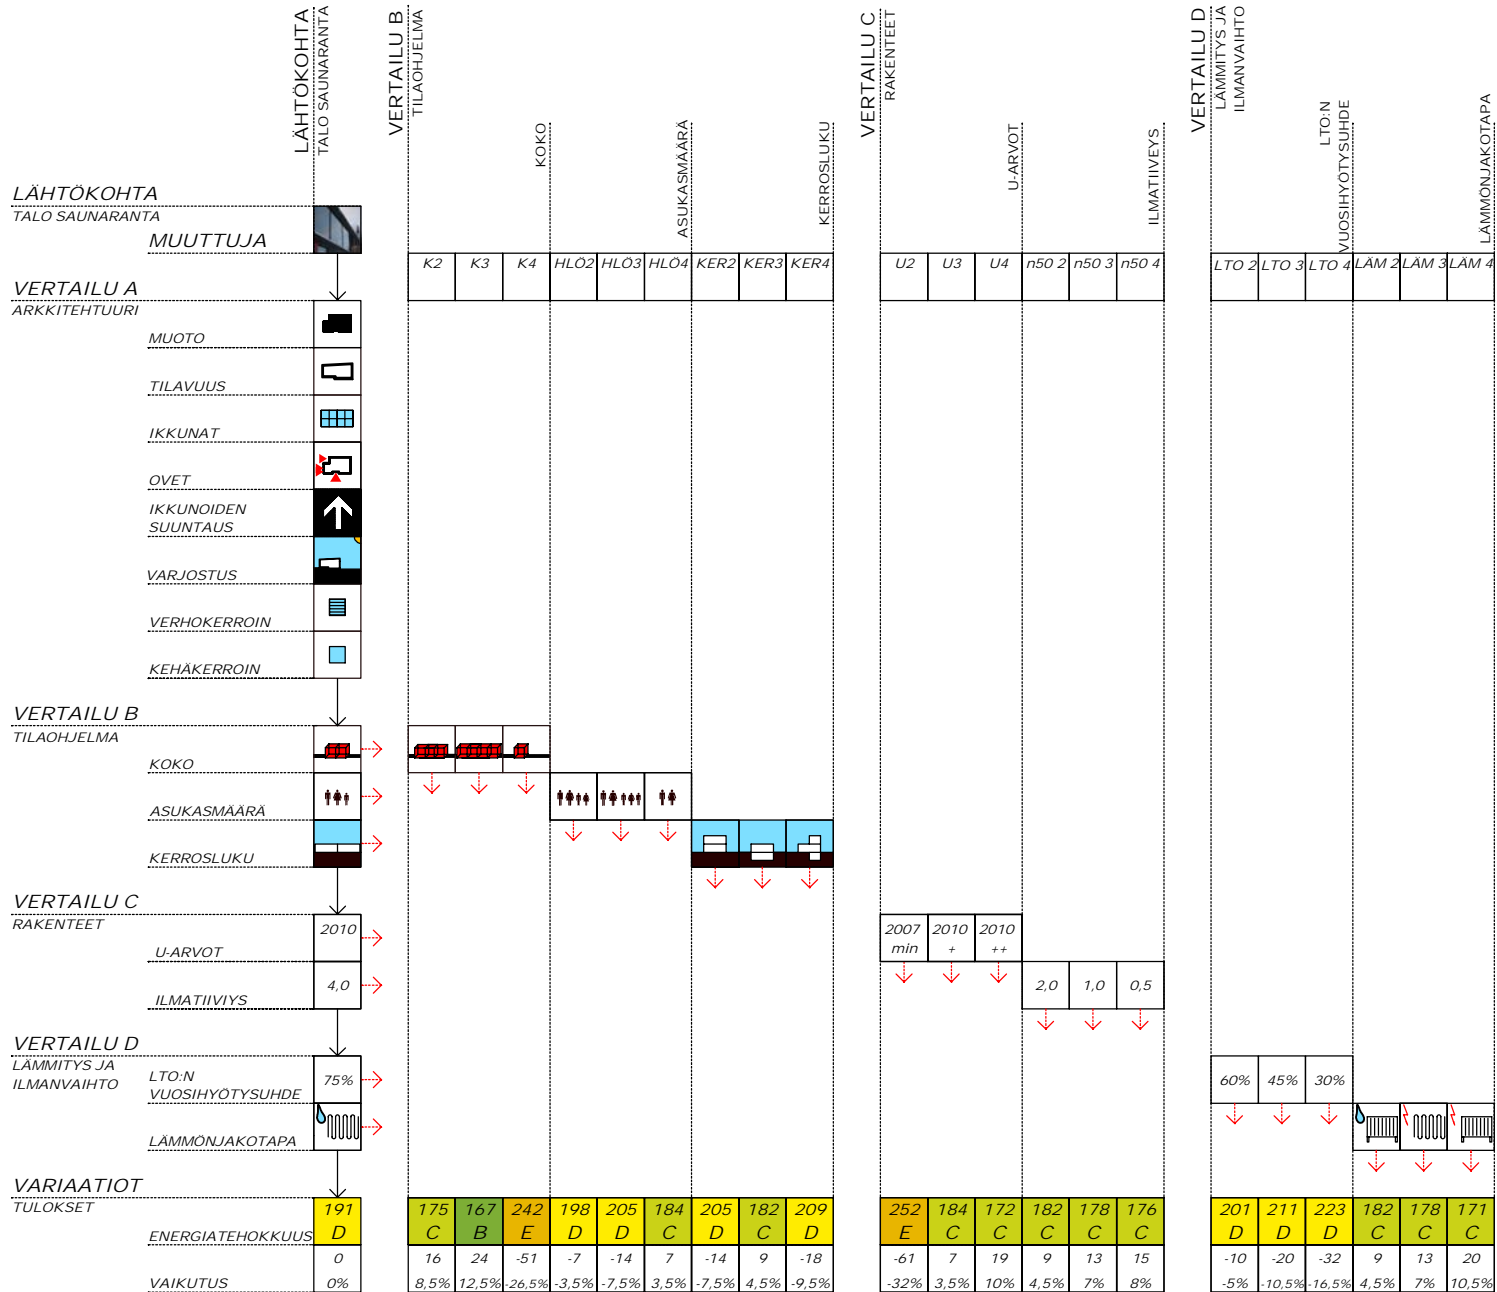 LÄHTÖKOHTA
TALO SAUNARANTA
VERTAILU B
TILAOHJELMA
KOKO
ASUKASMÄÄRÄ
KERROSLUKU
VERTAILU C
RAKENTEET
U-ARVOT
ILMATIIVEYS
VERTAILU D
LÄMMITYS JA
ILMANVAIHTO
LTO:N
VUOSIHYÖTYSUHDE
LÄMMÖNJAKOTAPA
LÄHTÖKOHTA
TALO SAUNARANTA
MUUTTUJA
K2 K3 K4 HLÖ2 HLÖ3 HLÖ4 KER2 KER3 KER4 U2 U3 U4 n50 2 n50 3 n50 4 LTO 2 LTO 3 LTO 4 LÄM 2 LÄM 3 LÄM 4
VERTAILU A
ARKKITEHTUURI
MUOTO
TILAVUUS
IKKUNAT
OVET
IKKUNOIDEN
SUUNTAUS
VARJOSTUS
VERHOKERROIN
KEHÄKERROIN
VERTAILU B
TILAOHJELMA
KOKO
ASUKASMÄÄRÄ
KERROSLUKU
VERTAILU C
RAKENTEET
2010 2007 2010 2010
U-ARVOT min + ++
ILMATIIVIYS 4,0 2,0 1,0 0,5
VERTAILU D
LÄMMITYS JA
ILMANVAIHTO
LTO:N
VUOSIHYÖTYSUHDE
75% 60% 45% 30%
LÄMMÖNJAKOTAPA
VARIAATIOT
TULOKSET
191 175 167 242 198 205 184 205 182 209 252 184 172 182 178 176 201 211 223 182 178 171
ENERGIATEHOKKUUS D C B E D D C D C D E C C C C C D D D C C C
0 16 24 -51 -7 -14 7 -14 9 -18 -61 7 19 9 13 15 -10 -20 -32 9 13 20
VAIKUTUS 0% 8,5% 12,5% -26,5% -3,5% -7,5% 3,5% -7,5% 4,5% -9,5% -32% 3,5% 10% 4,5% 7% 8% -5% -10,5% -16,5% 4,5% 7% 10,5%